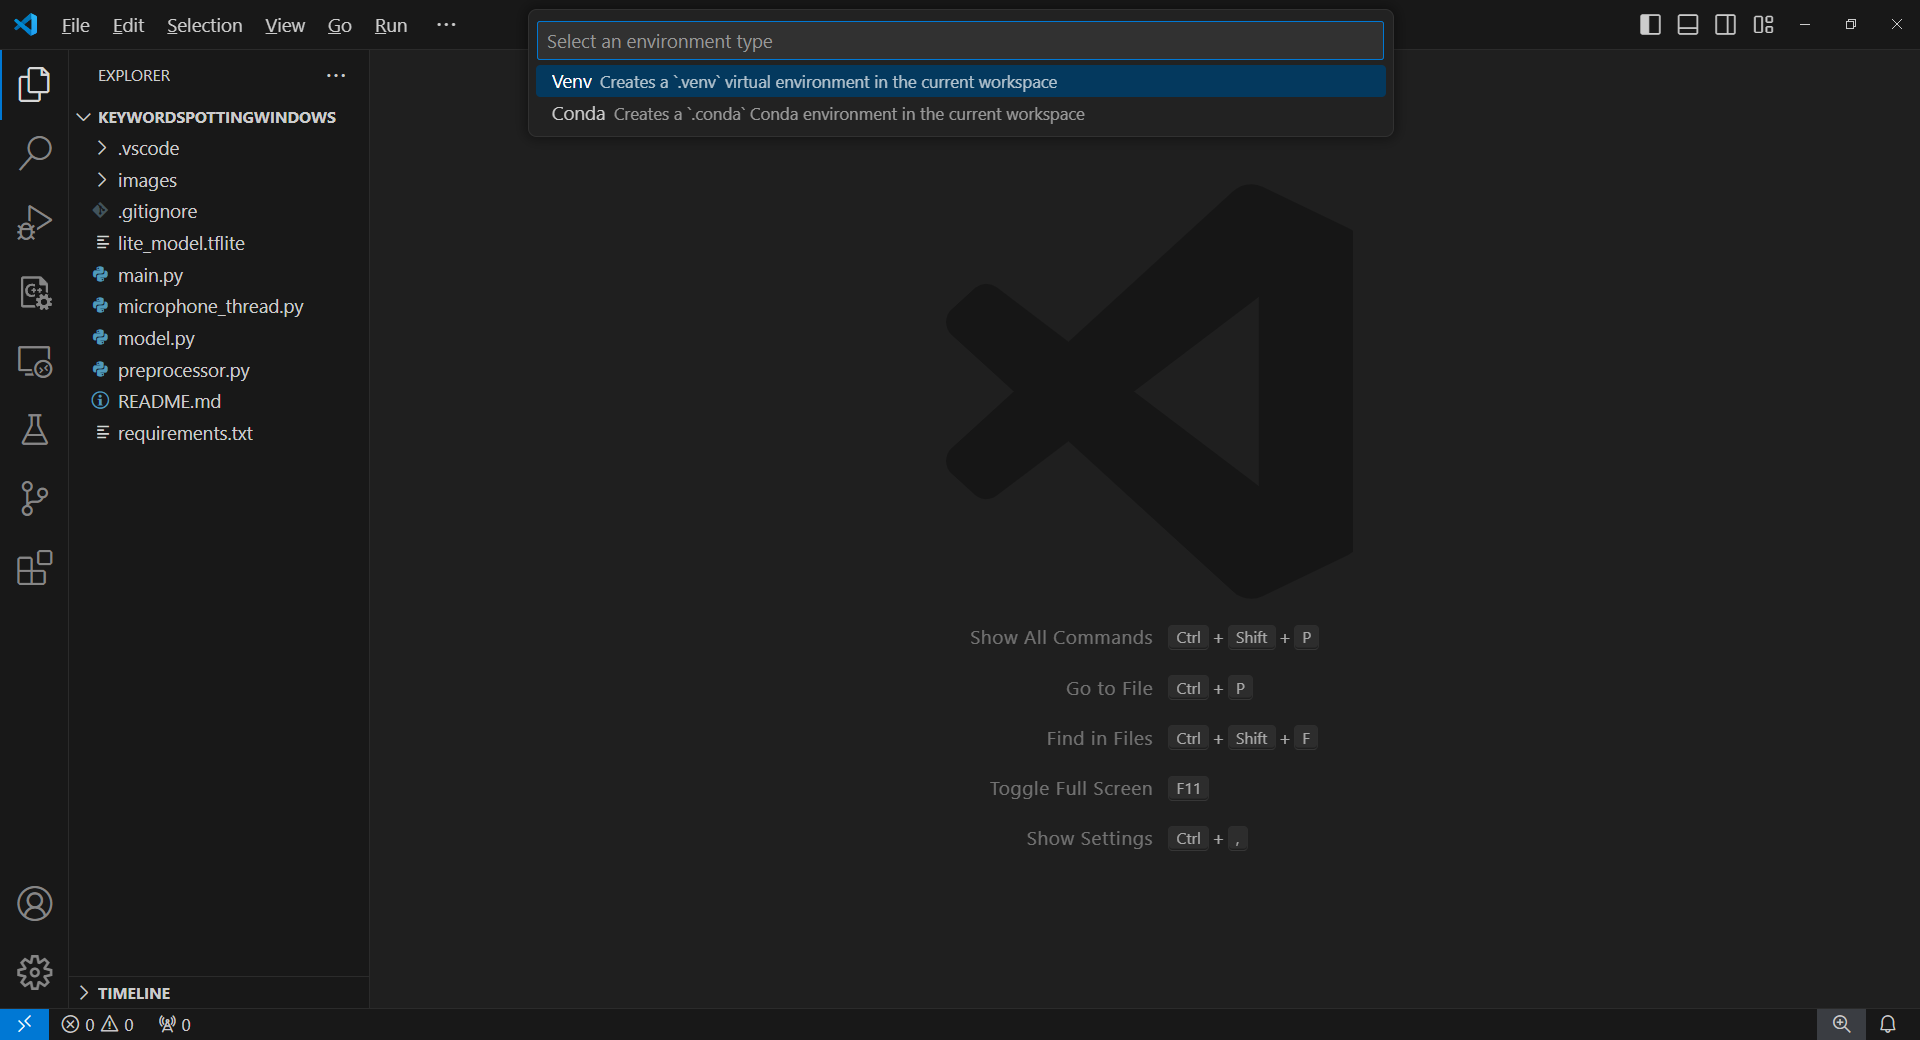 File Edit Selection View Go Run ···
Select an environment type
Venv Creates a `.venv` virtual environment in the current workspace
Conda Creates a `.conda` Conda environment in the current workspace
EXPLORER ···
KEYWORDSPOTTINGWINDOWS
.vscode
images
.gitignore
lite_model.tflite
main.py
microphone_thread.py
model.py
preprocessor.py
README.md
requirements.txt
Show All Commands Ctrl + Shift + P
Go to File Ctrl + P
Find in Files Ctrl + Shift + F
Toggle Full Screen F11
Show Settings Ctrl + ,
TIMELINE
0 0 0